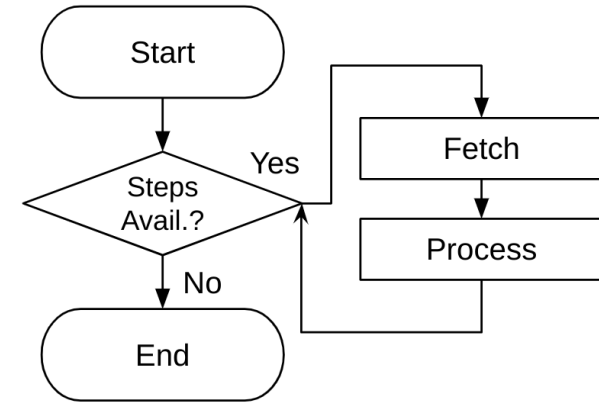 Start
Steps
Avail.?
Yes
No
End
Fetch
Process